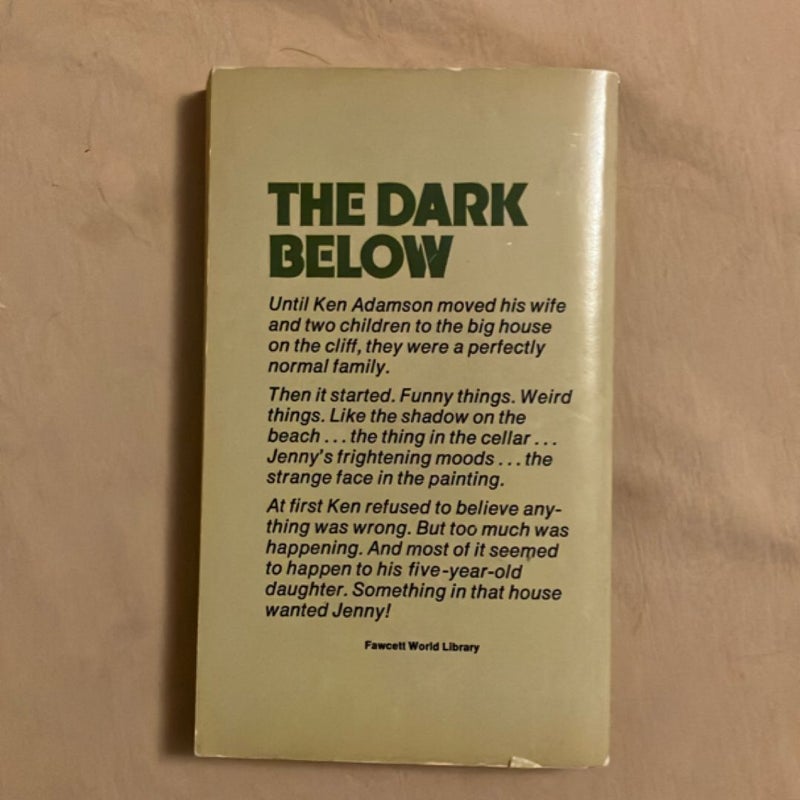 THE DARK
BELOW
Until Ken Adamson moved his wife
and two children to the big house
on the cliff, they were a perfectly
normal family.
Then it started. Funny things. Weird
things. Like the shadow on the
beach . . . the thing in the cellar . . .
Jenny's frightening moods . . . the
strange face in the painting.
At first Ken refused to believe any-
thing was wrong. But too much was
happening. And most of it seemed
to happen to his five-year-old
daughter. Something in that house
wanted Jenny!
Fawcett World Library